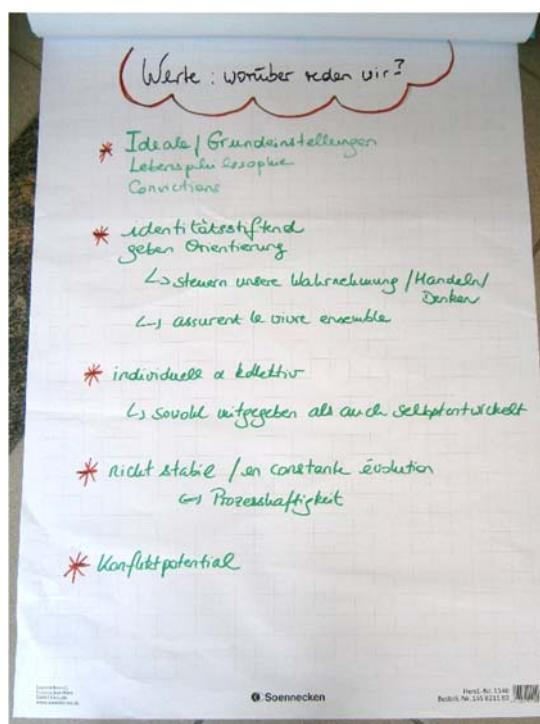 Werte : worüber reden wir?
* Ideale / Grundeinstellungen
Lebensphilosophie
Convictions
* identitätsstiftend
geben Orientierung
↳ steuern unsere Wahrnehmung / Handeln /
Denken
↳ assurent le vivre ensemble
* individuell & kollektiv
↳ sowohl mitgegeben als auch selbstentwickelt
* nicht stabil / en constante évolution
↳ Prozesshaftigkeit
* Konfliktpotential
Soennecken